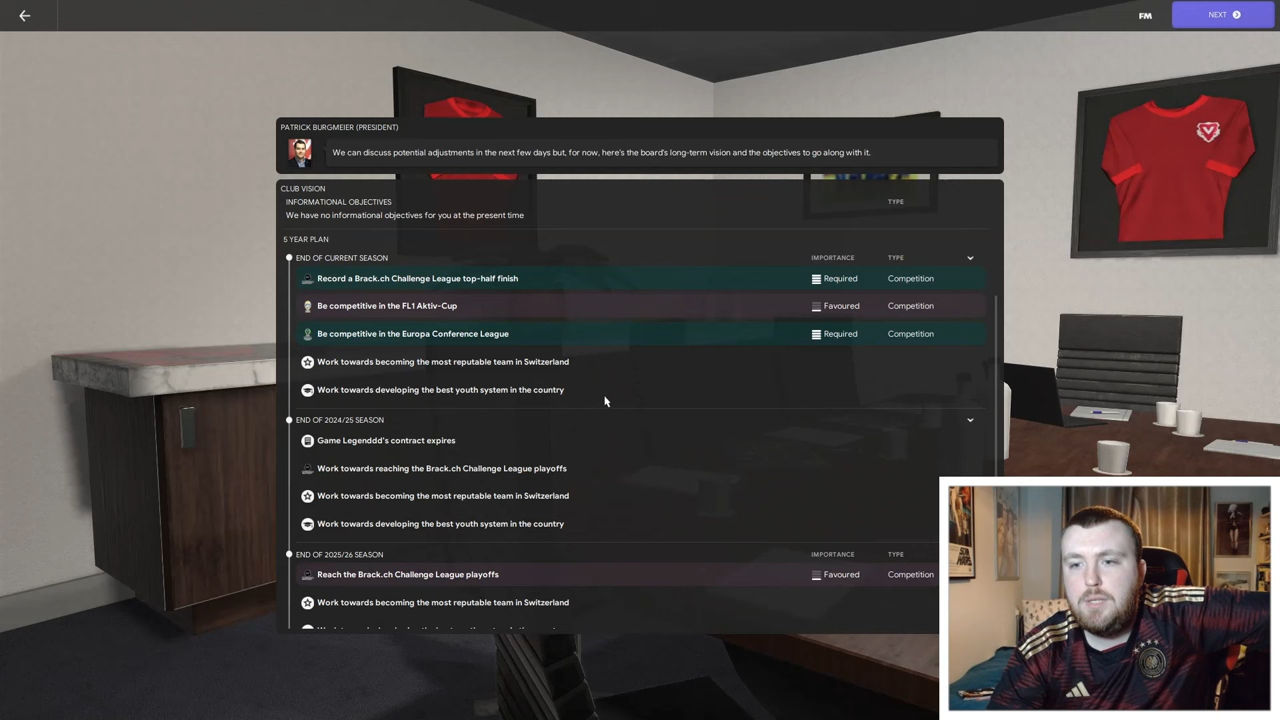 FM
NEXT
PATRICK BURGMEIER (PRESIDENT)
We can discuss potential adjustments in the next few days but, for now, here's the board's long-term vision and the objectives to go along with it.
CLUB VISION
INFORMATIONAL OBJECTIVES TYPE
We have no informational objectives for you at the present time
5 YEAR PLAN
END OF CURRENT SEASON IMPORTANCE TYPE
Record a Brack.ch Challenge League top-half finish Required Competition
Be competitive in the FL1 Aktiv-Cup Favoured Competition
Be competitive in the Europa Conference League Required Competition
Work towards becoming the most reputable team in Switzerland
Work towards developing the best youth system in the country
END OF 2024/25 SEASON
Game Legenddd's contract expires
Work towards reaching the Brack.ch Challenge League playoffs
Work towards becoming the most reputable team in Switzerland
Work towards developing the best youth system in the country
END OF 2025/26 SEASON IMPORTANCE TYPE
Reach the Brack.ch Challenge League playoffs Favoured Competition
Work towards becoming the most reputable team in Switzerland